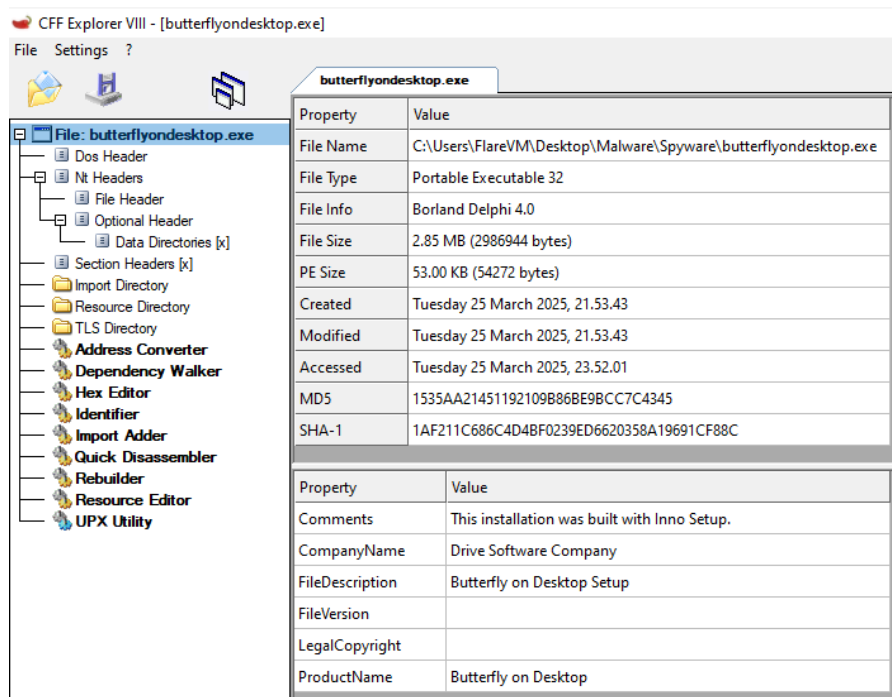 CFF Explorer VIII - [butterflyondesktop.exe]
File Settings ?
butterflyondesktop.exe
File: butterflyondesktop.exe
Dos Header
Nt Headers
File Header
Optional Header
Data Directories [x]
Section Headers [x]
Import Directory
Resource Directory
TLS Directory
Address Converter
Dependency Walker
Hex Editor
Identifier
Import Adder
Quick Disassembler
Rebuilder
Resource Editor
UPX Utility
Property Value
File Name C:\Users\FlareVM\Desktop\Malware\Spyware\butterflyondesktop.exe
File Type Portable Executable 32
File Info Borland Delphi 4.0
File Size 2.85 MB (2986944 bytes)
PE Size 53.00 KB (54272 bytes)
Created Tuesday 25 March 2025, 21.53.43
Modified Tuesday 25 March 2025, 21.53.43
Accessed Tuesday 25 March 2025, 23.52.01
MD5 1535AA21451192109B86BE9BCC7C4345
SHA-1 1AF211C686C4D4BF0239ED6620358A19691CF88C
Property Value
Comments This installation was built with Inno Setup.
CompanyName Drive Software Company
FileDescription Butterfly on Desktop Setup
FileVersion
LegalCopyright
ProductName Butterfly on Desktop